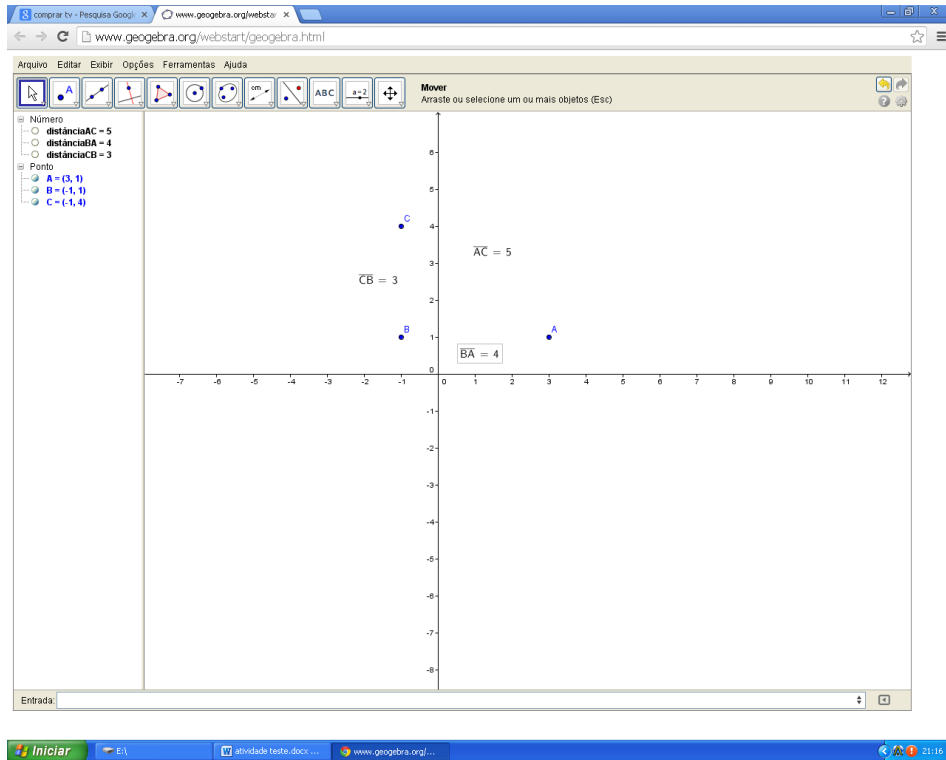 comprar tv - Pesquisa Googl
www.geogebra.org/webstar
www.geogebra.org/webstart/geogebra.html
Arquivo Editar Exibir Opções Ferramentas Ajuda
A
cm
ABC
a=2
Mover
Arraste ou selecione um ou mais objetos (Esc)
Número
distânciaAC = 5
distânciaBA = 4
distânciaCB = 3
Ponto
A = (3, 1)
B = (-1, 1)
C = (-1, 4)
6
5
C
4
AC = 5
3
CB = 3
2
B
1
A
BA = 4
0
-7 -6 -5 -4 -3 -2 -1 0 1 2 3 4 5 6 7 8 9 10 11 12
-1
-2
-3
-4
-5
-6
-7
-8
Entrada:
Iniciar E:\ atividade teste.docx ... www.geogebra.org/... 21:16